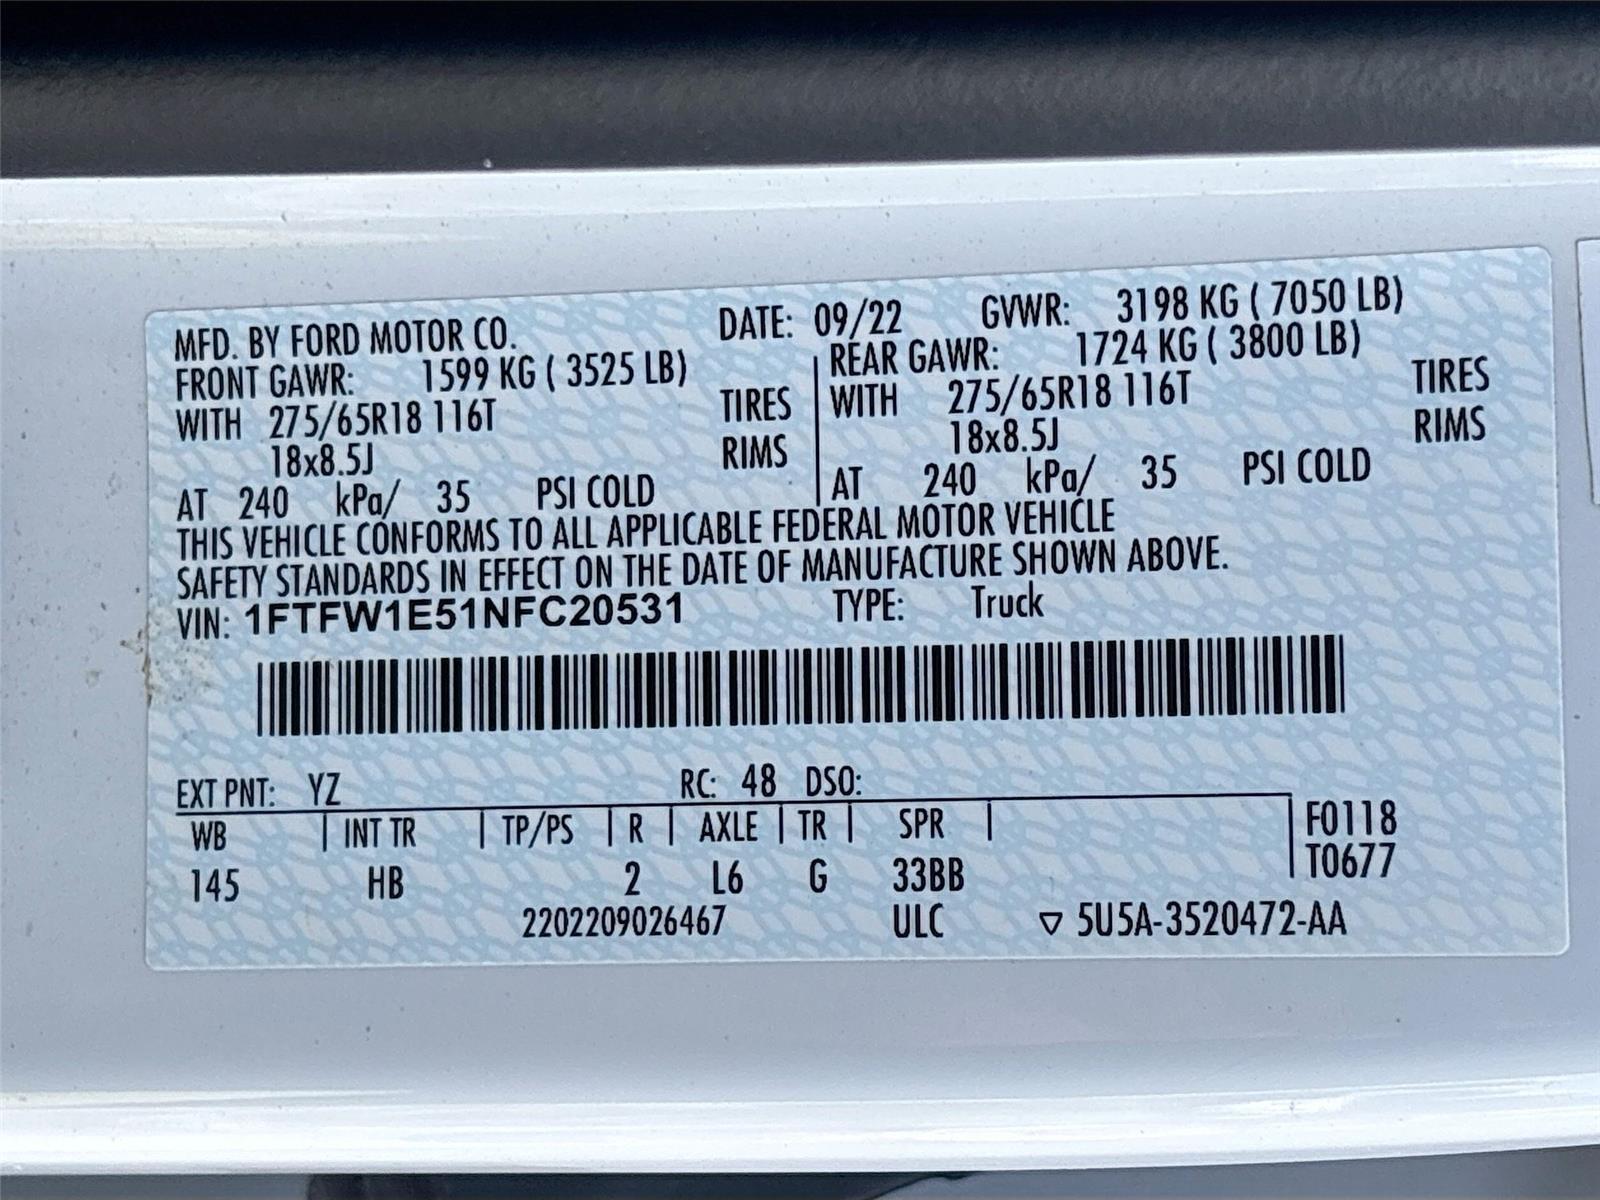 MFD. BY FORD MOTOR CO. DATE: 09/22 GVWR: 3198 KG ( 7050 LB)
FRONT GAWR: 1599 KG ( 3525 LB) REAR GAWR: 1724 KG ( 3800 LB)
WITH 275/65R18 116T TIRES WITH 275/65R18 116T TIRES
18x8.5J RIMS 18x8.5J RIMS
AT 240 kPa/ 35 PSI COLD AT 240 kPa/ 35 PSI COLD
THIS VEHICLE CONFORMS TO ALL APPLICABLE FEDERAL MOTOR VEHICLE
SAFETY STANDARDS IN EFFECT ON THE DATE OF MANUFACTURE SHOWN ABOVE.
VIN: 1FTFW1E51NFC20531 TYPE: Truck
EXT PNT: YZ RC: 48 DSO:
WB | INT TR | TP/PS | R | AXLE | TR | SPR | F0118
145 HB 2 L6 G 33BB T0677
2202209026467 ULC ▽ 5U5A-3520472-AA